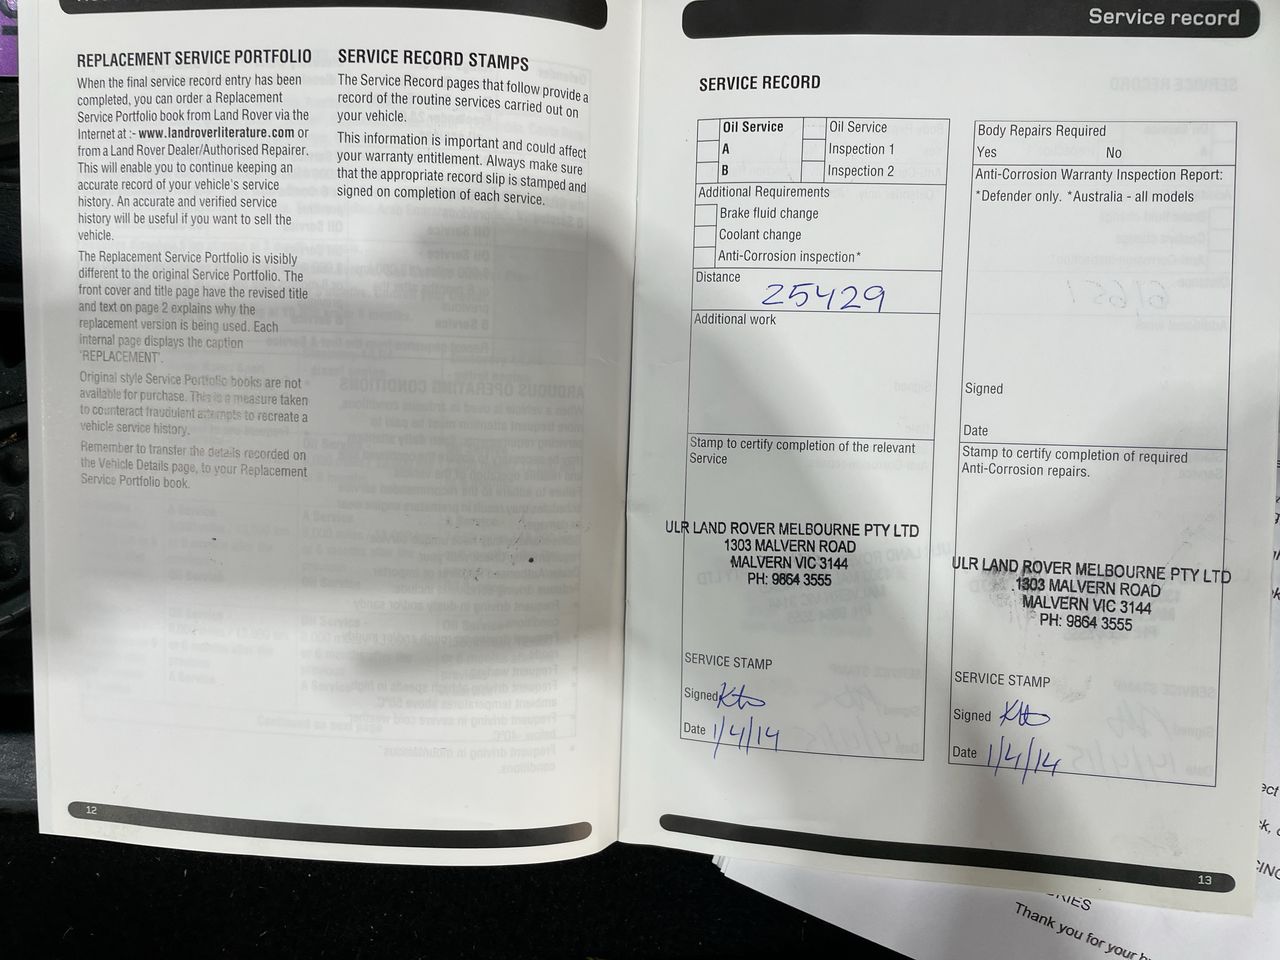 REPLACEMENT SERVICE PORTFOLIO
When the final service record entry has been
completed, you can order a Replacement
Service Portfolio book from Land Rover via the
Internet at :- www.landroverliterature.com or
from a Land Rover Dealer/Authorised Repairer.
This will enable you to continue keeping an
accurate record of your vehicle's service
history. An accurate and verified service
history will be useful if you want to sell the
vehicle.
The Replacement Service Portfolio is visibly
different to the original Service Portfolio. The
front cover and title page have the revised title
and text on page 2 explains why the
replacement version is being used. Each
internal page displays the caption
'REPLACEMENT'.
Original style Service Portfolio books are not
available for purchase. This is a measure taken
to counteract fraudulent attempts to recreate a
vehicle service history.
Remember to transfer the details recorded on
the Vehicle Details page, to your Replacement
Service Portfolio book.
SERVICE RECORD STAMPS
The Service Record pages that follow provide a
record of the routine services carried out on
your vehicle.
This information is important and could affect
your warranty entitlement. Always make sure
that the appropriate record slip is stamped and
signed on completion of each service.
12
Service record
SERVICE RECORD
Oil Service Oil Service
A Inspection 1
B Inspection 2
Additional Requirements
Brake fluid change
Coolant change
Anti-Corrosion inspection*
Distance
25429
Additional work
Stamp to certify completion of the relevant
Service
ULR LAND ROVER MELBOURNE PTY LTD
1303 MALVERN ROAD
MALVERN VIC 3144
PH: 9864 3555
SERVICE STAMP
Signed
Date 1/4/14
Body Repairs Required
Yes No
Anti-Corrosion Warranty Inspection Report:
*Defender only. *Australia - all models
Signed
Date
Stamp to certify completion of required
Anti-Corrosion repairs.
ULR LAND ROVER MELBOURNE PTY LTD
1303 MALVERN ROAD
MALVERN VIC 3144
PH: 9864 3555
SERVICE STAMP
Signed
Date 1/4/14
13
Thank you for your